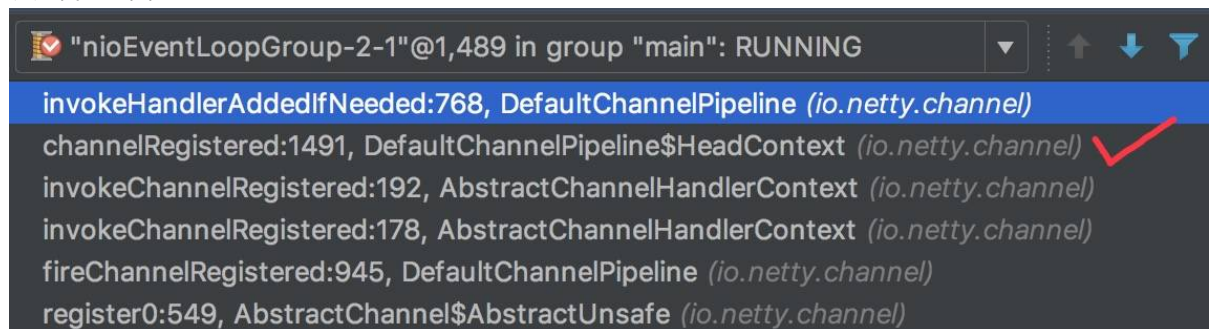 "nioEventLoopGroup-2-1"@1,489 in group "main": RUNNING
invokeHandlerAddedIfNeeded:768, DefaultChannelPipeline (io.netty.channel)
channelRegistered:1491, DefaultChannelPipeline$HeadContext (io.netty.channel)
invokeChannelRegistered:192, AbstractChannelHandlerContext (io.netty.channel)
invokeChannelRegistered:178, AbstractChannelHandlerContext (io.netty.channel)
fireChannelRegistered:945, DefaultChannelPipeline (io.netty.channel)
register0:549, AbstractChannel$AbstractUnsafe (io.netty.channel)